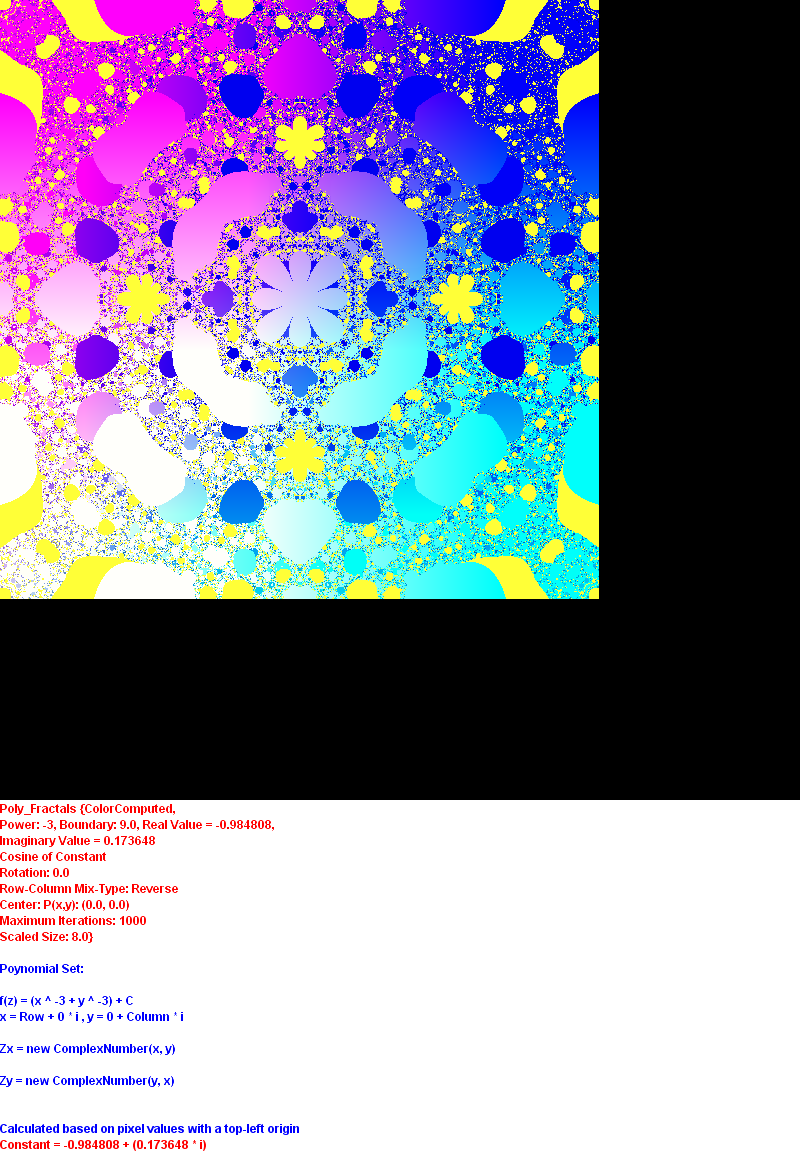 Poly_Fractals {ColorComputed,
Power: -3, Boundary: 9.0, Real Value = -0.984808,
Imaginary Value = 0.173648
Cosine of Constant
Rotation: 0.0
Row-Column Mix-Type: Reverse
Center: P(x,y): (0.0, 0.0)
Maximum Iterations: 1000
Scaled Size: 8.0}
Poynomial Set:
f(z) = (x ^ -3 + y ^ -3) + C
x = Row + 0 * i , y = 0 + Column * i
Zx = new ComplexNumber(x, y)
Zy = new ComplexNumber(y, x)
Calculated based on pixel values with a top-left origin
Constant = -0.984808 + (0.173648 * i)